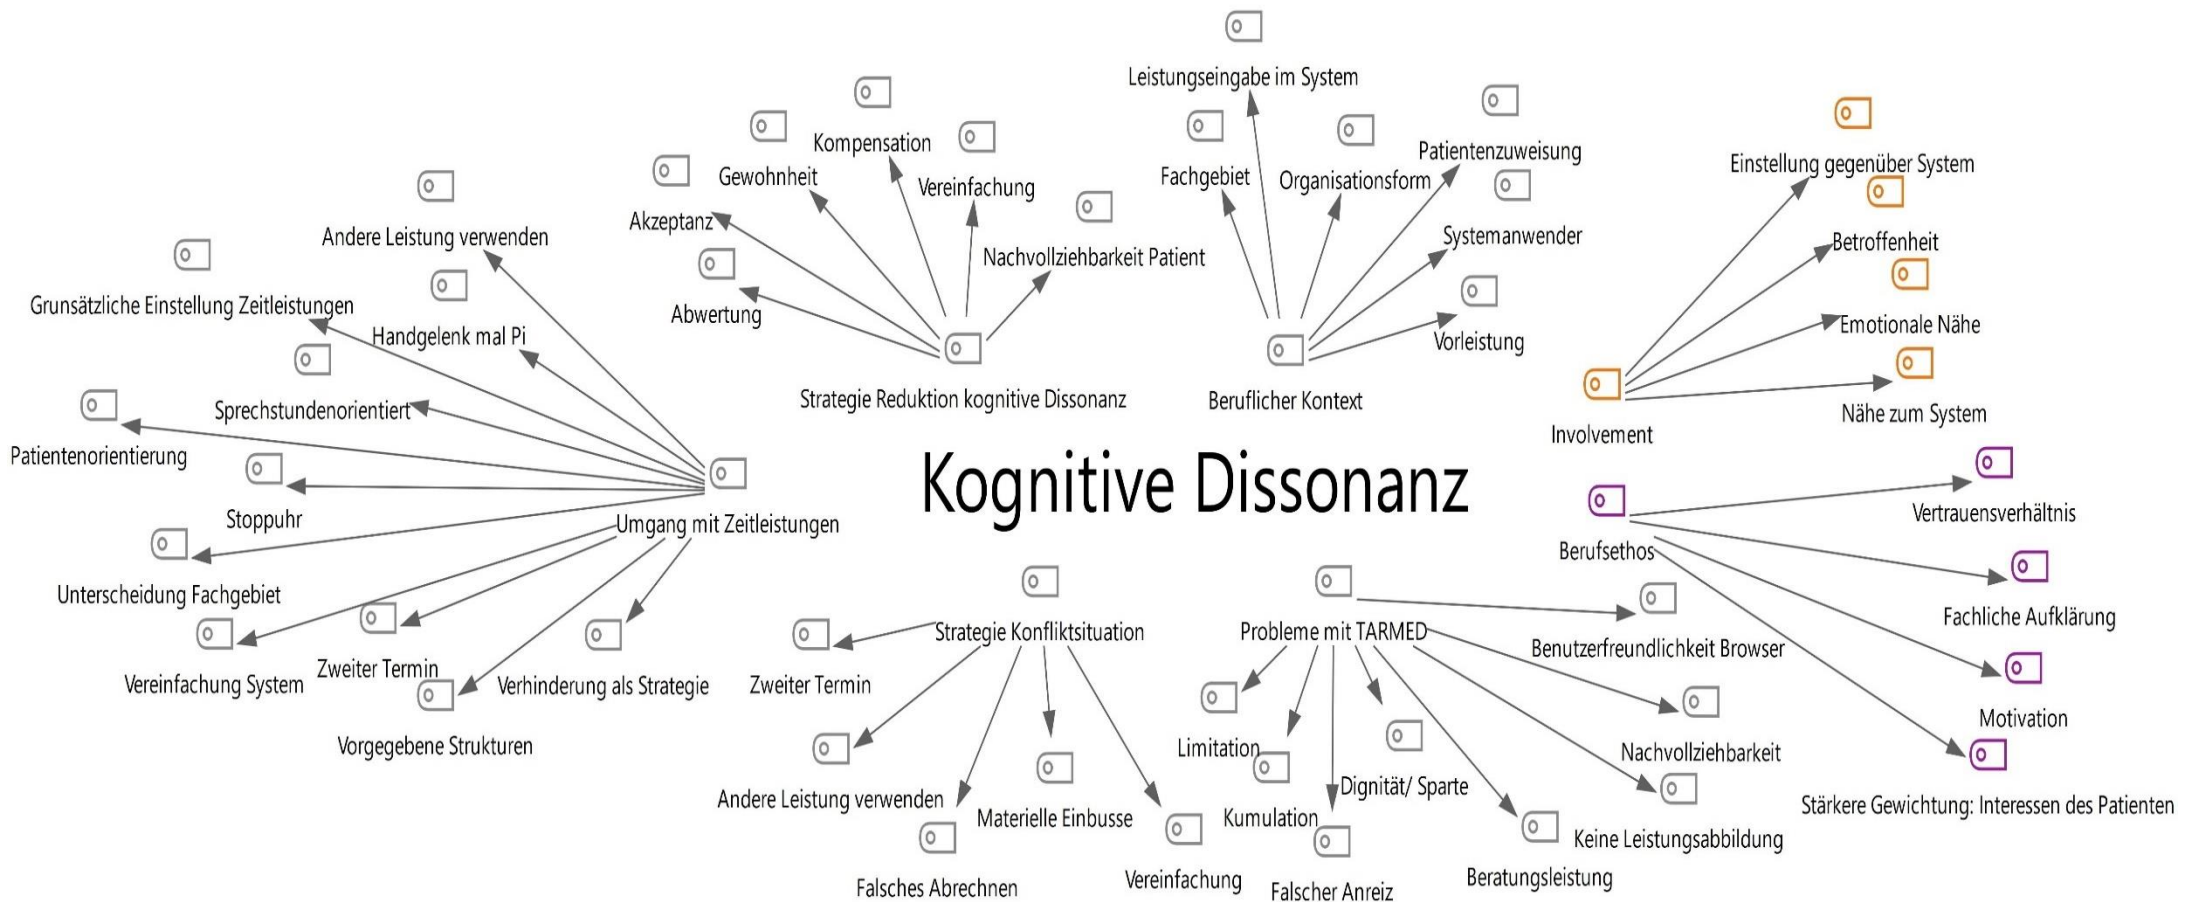 Leistungseingabe im System
Kompensation
Gewohnheit
Vereinfachung
Akzeptanz
Nachvollziehbarkeit Patient
Abwertung
Strategie Reduktion kognitive Dissonanz
Fachgebiet
Organisationsform
Patientenzuweisung
Systemanwender
Vorleistung
Beruflicher Kontext
Einstellung gegenüber System
Betroffenheit
Emotionale Nähe
Nähe zum System
Involvement
Andere Leistung verwenden
Grunsätzliche Einstellung Zeitleistungen
Handgelenk mal Pi
Sprechstundenorientiert
Patientenorientierung
Stoppuhr
Umgang mit Zeitleistungen
Unterscheidung Fachgebiet
Vereinfachung System
Zweiter Termin
Verhinderung als Strategie
Vorgegebene Strukturen
Kognitive Dissonanz
Vertrauensverhältnis
Berufsethos
Fachliche Aufklärung
Motivation
Stärkere Gewichtung: Interessen des Patienten
Strategie Konfliktsituation
Zweiter Termin
Andere Leistung verwenden
Materielle Einbusse
Falsches Abrechnen
Vereinfachung
Probleme mit TARMED
Benutzerfreundlichkeit Browser
Limitation
Nachvollziehbarkeit
Dignität/ Sparte
Kumulation
Keine Leistungsabbildung
Beratungsleistung
Falscher Anreiz